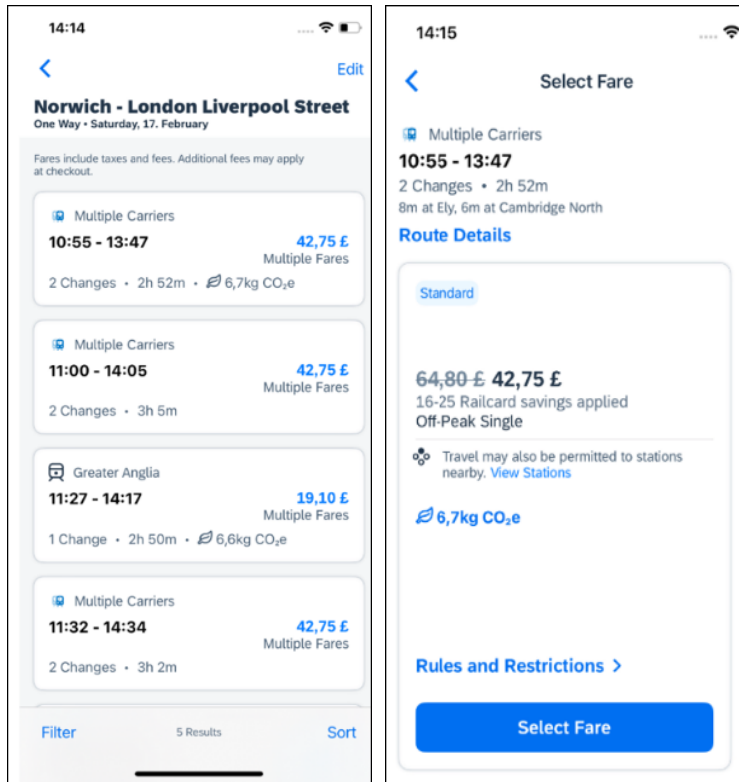 14:14
Edit
Norwich - London Liverpool Street
One Way • Saturday, 17. February
Fares include taxes and fees. Additional fees may apply
at checkout.
Multiple Carriers
10:55 - 13:47
42,75 £
Multiple Fares
2 Changes • 2h 52m • 6,7kg CO₂e
Multiple Carriers
11:00 - 14:05
42,75 £
Multiple Fares
2 Changes • 3h 5m
Greater Anglia
11:27 - 14:17
19,10 £
Multiple Fares
1 Change • 2h 50m • 6,6kg CO₂e
Multiple Carriers
11:32 - 14:34
42,75 £
Multiple Fares
2 Changes • 3h 2m
Filter
5 Results
Sort
14:15
Select Fare
Multiple Carriers
10:55 - 13:47
2 Changes • 2h 52m
8m at Ely, 6m at Cambridge North
Route Details
Standard
64,80 £ 42,75 £
16-25 Railcard savings applied
Off-Peak Single
Travel may also be permitted to stations
nearby. View Stations
6,7kg CO₂e
Rules and Restrictions >
Select Fare